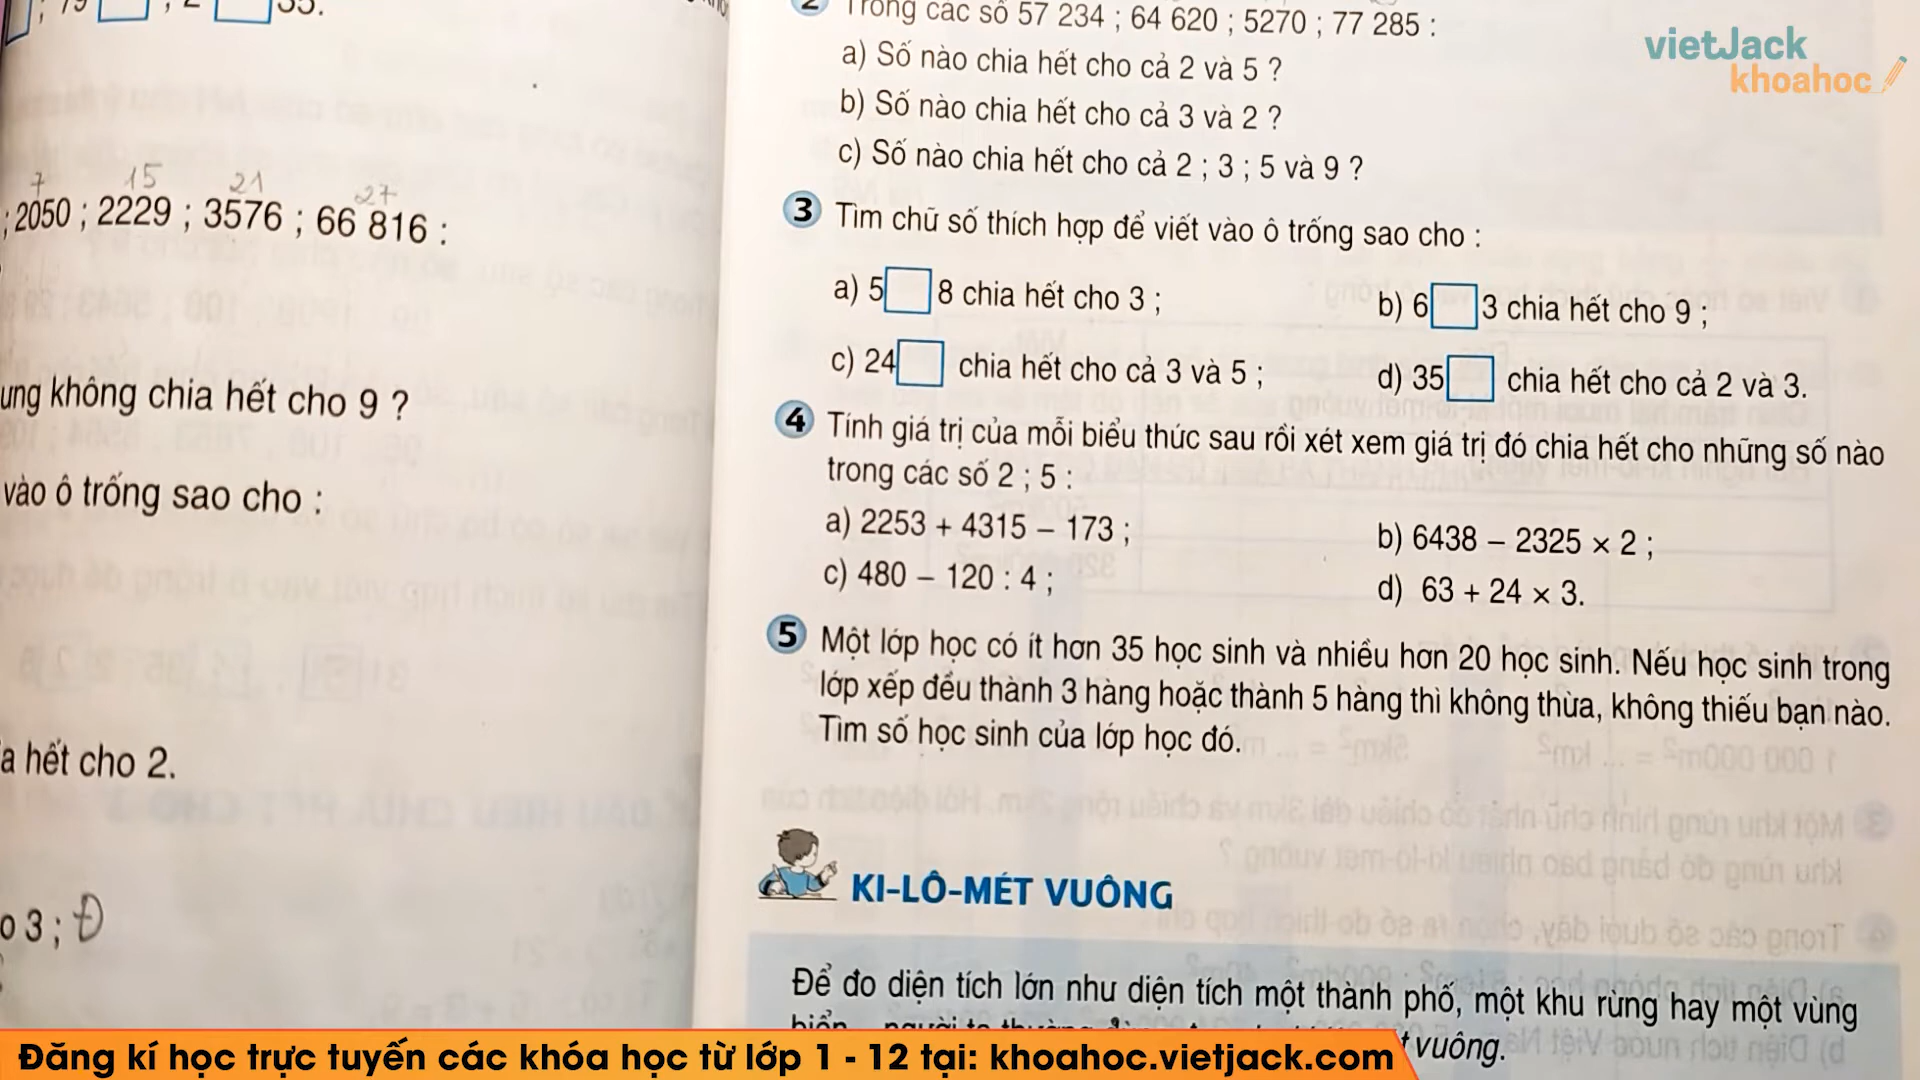 35.
; 2050 ; 2229 ; 3576 ; 66 816 :
7 15 21 27
ung không chia hết cho 9 ?
vào ô trống sao cho :
a hết cho 2.
o 3 ; Đ
2 Trong các số 57 234 ; 64 620 ; 5270 ; 77 285 :
a) Số nào chia hết cho cả 2 và 5 ?
b) Số nào chia hết cho cả 3 và 2 ?
c) Số nào chia hết cho cả 2 ; 3 ; 5 và 9 ?
3 Tìm chữ số thích hợp để viết vào ô trống sao cho :
a) 5□8 chia hết cho 3 ; b) 6□3 chia hết cho 9 ;
c) 24□ chia hết cho cả 3 và 5 ; d) 35□ chia hết cho cả 2 và 3.
4 Tính giá trị của mỗi biểu thức sau rồi xét xem giá trị đó chia hết cho những số nào
trong các số 2 ; 5 :
a) 2253 + 4315 – 173 ; b) 6438 – 2325 × 2 ;
c) 480 – 120 : 4 ; d) 63 + 24 × 3.
5 Một lớp học có ít hơn 35 học sinh và nhiều hơn 20 học sinh. Nếu học sinh trong
lớp xếp đều thành 3 hàng hoặc thành 5 hàng thì không thừa, không thiếu bạn nào.
Tìm số học sinh của lớp học đó.
KI-LÔ-MÉT VUÔNG
Để đo diện tích lớn như diện tích một thành phố, một khu rừng hay một vùng
vuông.
vietJack
khoahoc
Đăng kí học trực tuyến các khóa học từ lớp 1 - 12 tại: khoahoc.vietjack.com